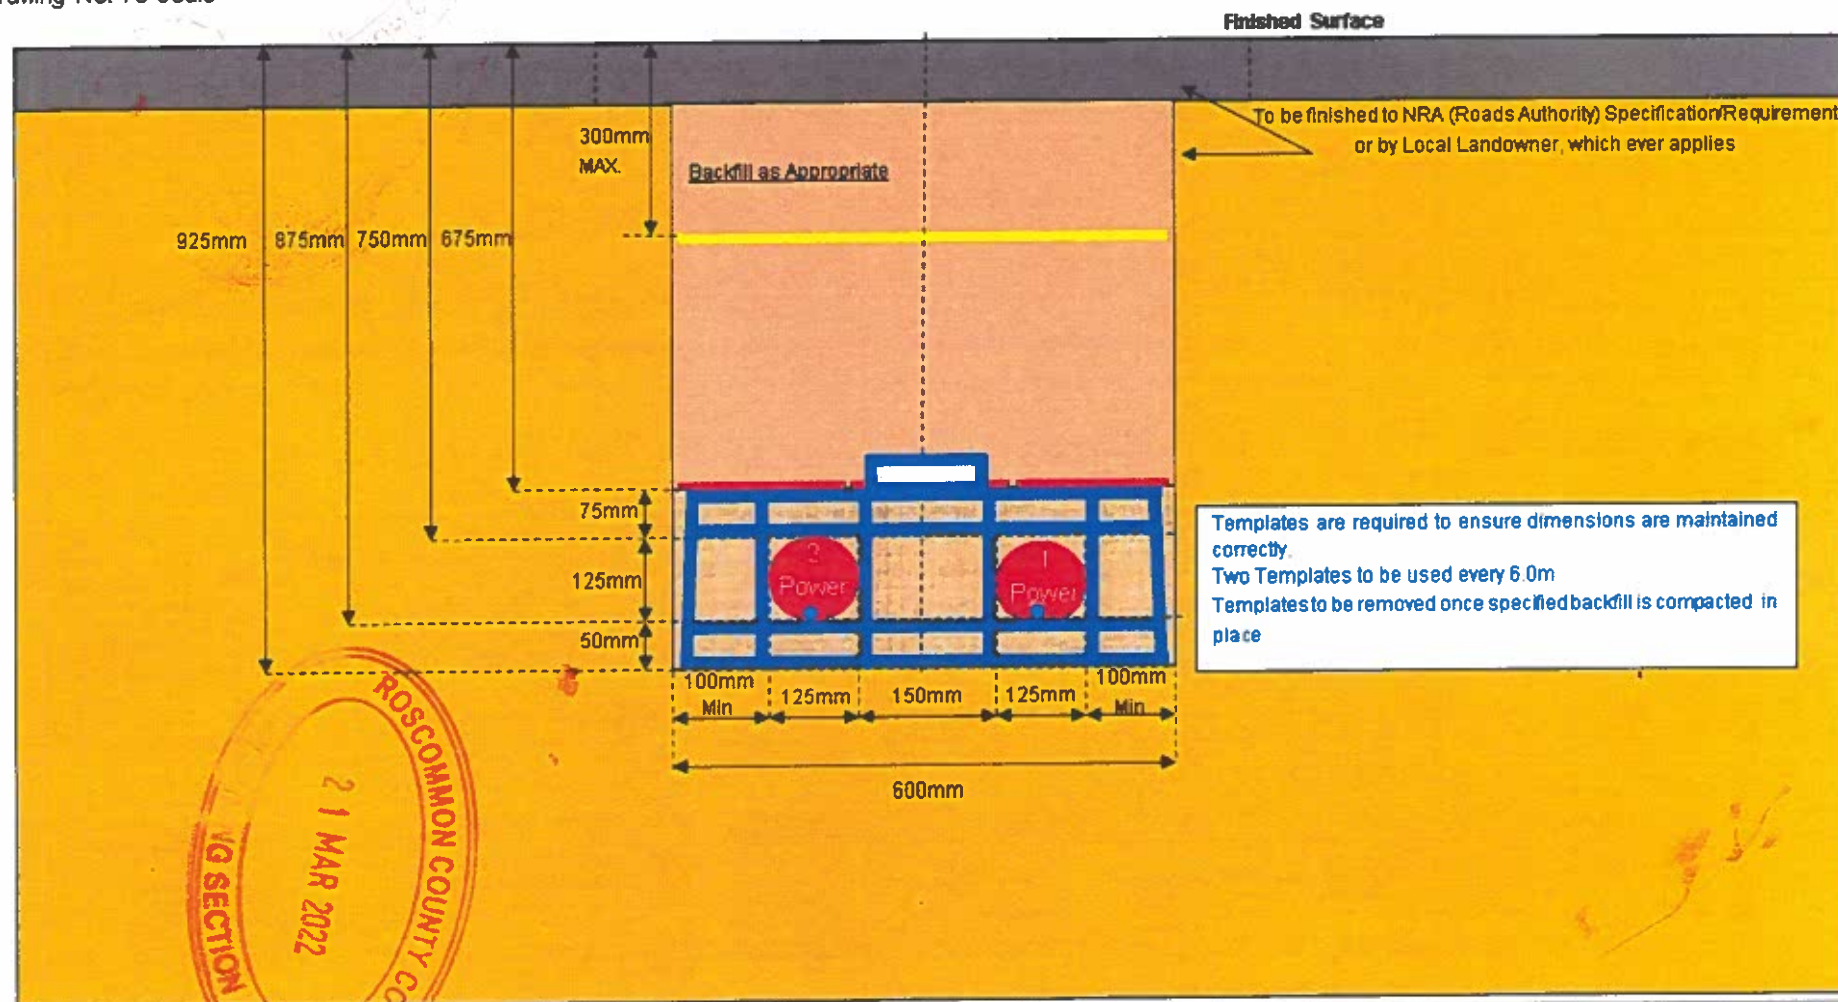 Finished Surface
To be finished to NRA (Roads Authority) Specification/Requirement
or by Local Landowner, which ever applies
300mm
MAX.
Backfill as Appropriate
925mm
875mm
750mm
675mm
75mm
125mm
50mm
Power
1
Power
Templates are required to ensure dimensions are maintained
correctly.
Two Templates to be used every 6.0m
Templates to be removed once specified backfill is compacted in
place
100mm
Min
125mm
150mm
125mm
100mm
Min
600mm
ROSCOMMON COUNTY
21 MAR 2022
SECTION